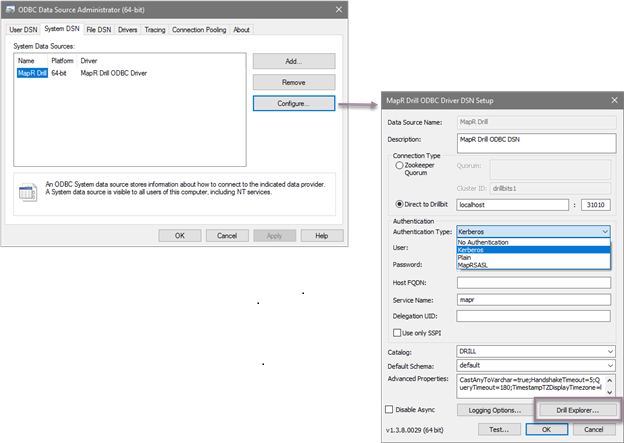 ODBC Data Source Administrator (64-bit)
User DSN System DSN File DSN Drivers Tracing Connection Pooling About
System Data Sources:
Name Platform Driver
MapR Drill 64-bit MapR Drill ODBC Driver
Add...
Remove
Configure...
An ODBC System data source stores information about how to connect to the indicated data provider.
A System data source is visible to all users of this computer, including NT services.
OK Cancel Apply Help
MapR Drill ODBC Driver DSN Setup
Data Source Name: MapR Drill
Description: MapR Drill ODBC DSN
Connection Type
Zookeeper Quorum: 
Quorum
Cluster ID: drillbits1
Direct to Drillbit localhost : 31010
Authentication
Authentication Type: Kerberos
No Authentication
Kerberos
Plain
MapRSASL
User:
Password:
Host FQDN:
Service Name: mapr
Delegation UID:
Use only SSPI
Catalog: DRILL
Default Schema: default
Advanced Properties: CastAnyToVarchar=true;HandshakeTimeout=5;Q
ueryTimeout=180;TimestampTZDisplayTimezone=l
Disable Async Logging Options... Drill Explorer...
v1.3.8.0029 (64 bit) Test... OK Cancel